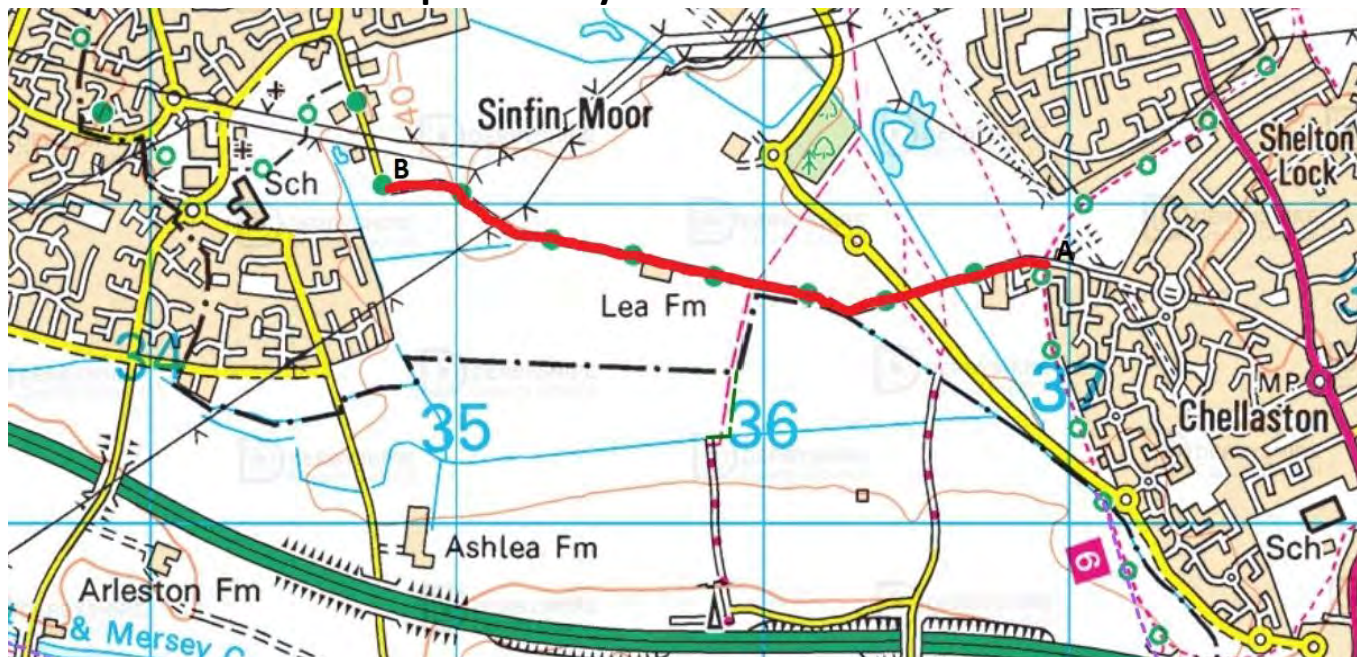 40
Sinfin Moor
B
Sch
Shelton
Lock
A
Lea Fm
34
35
36
3
MP
Chellaston
Ashlea Fm
6
Sch
Arleston Fm
& Mersey